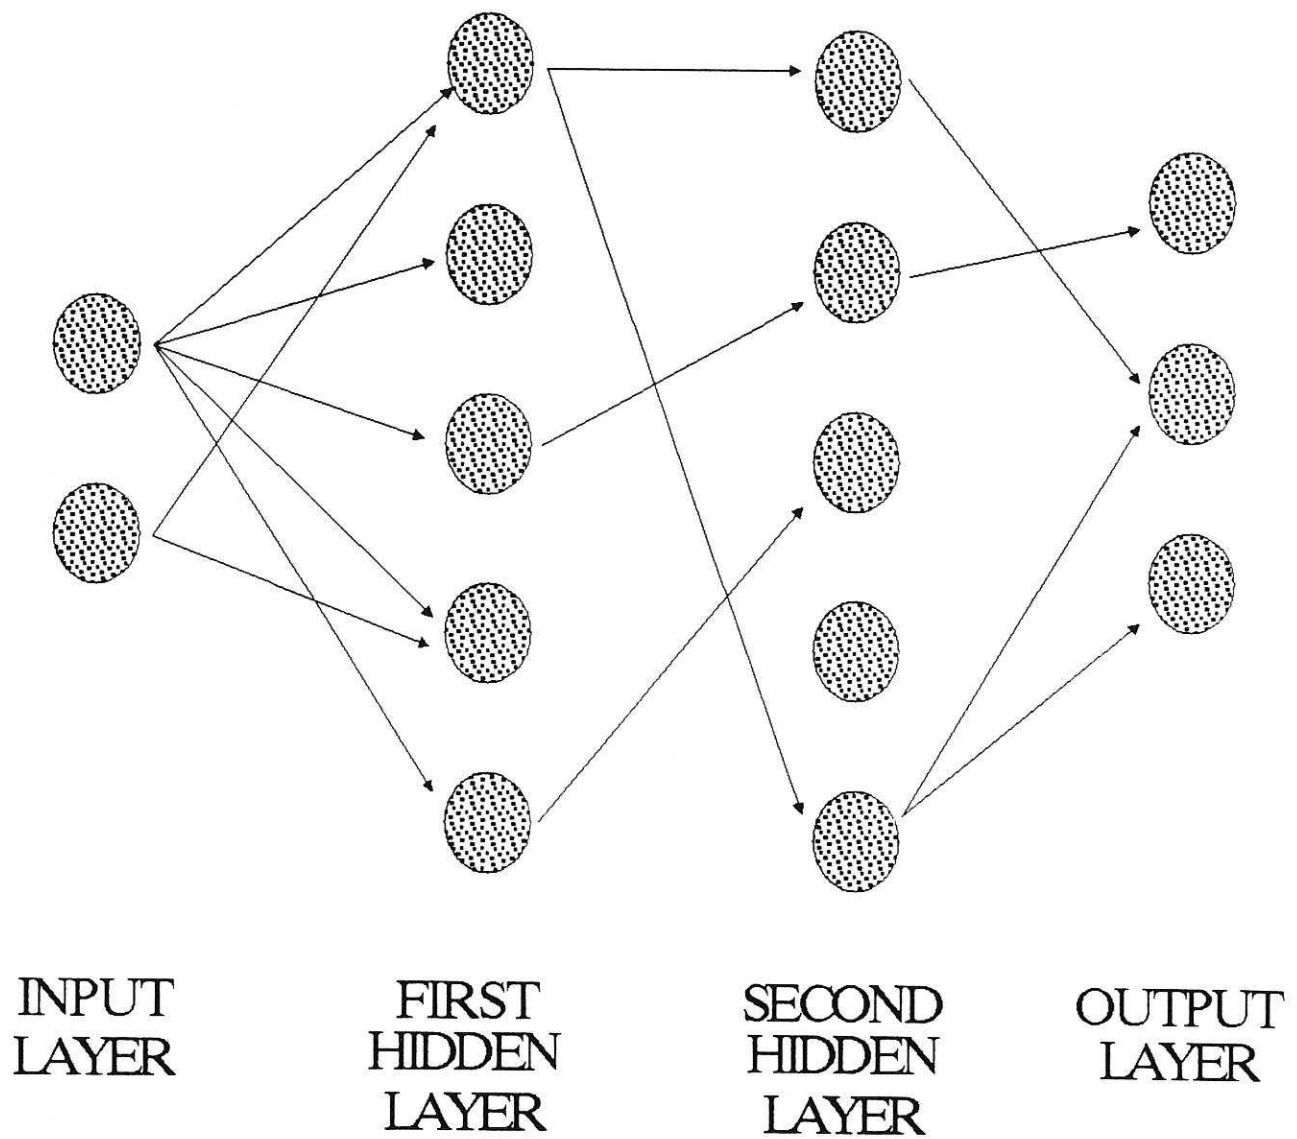 INPUT
LAYER
FIRST
HIDDEN
LAYER
SECOND
HIDDEN
LAYER
OUTPUT
LAYER